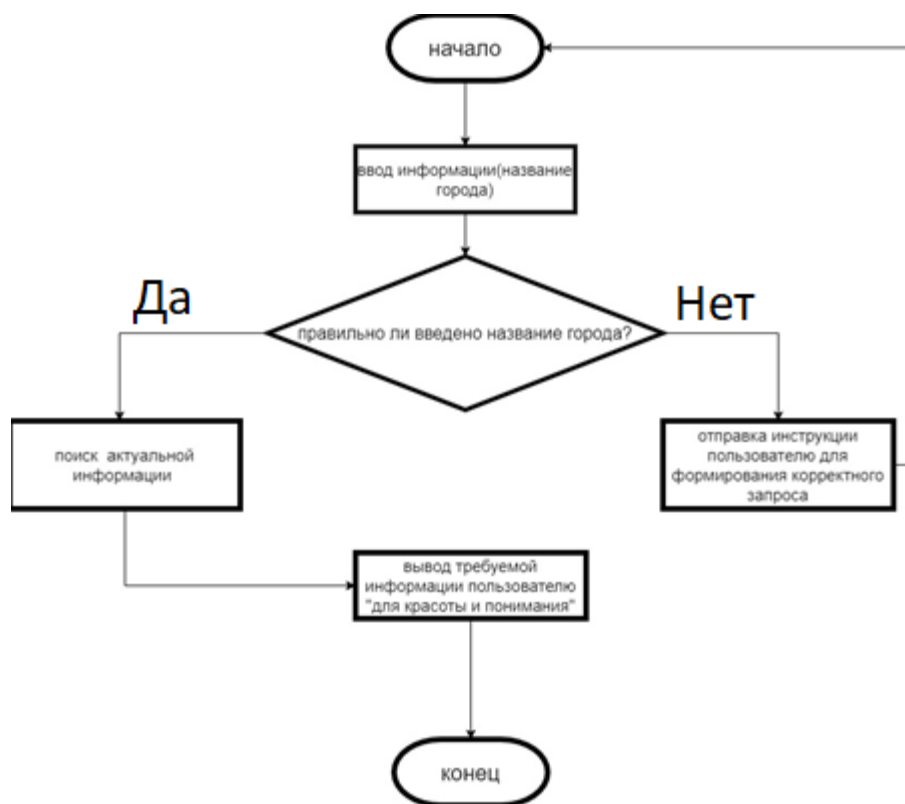 начало
ввод информации(название
города)
Да
Нет
правильно ли введено название города?
поиск  актуальной
информации
отправка инструкции
пользователю для
формирования корректного
запроса
вывод требуемой
информации пользователю
"для красоты и понимания"
конец